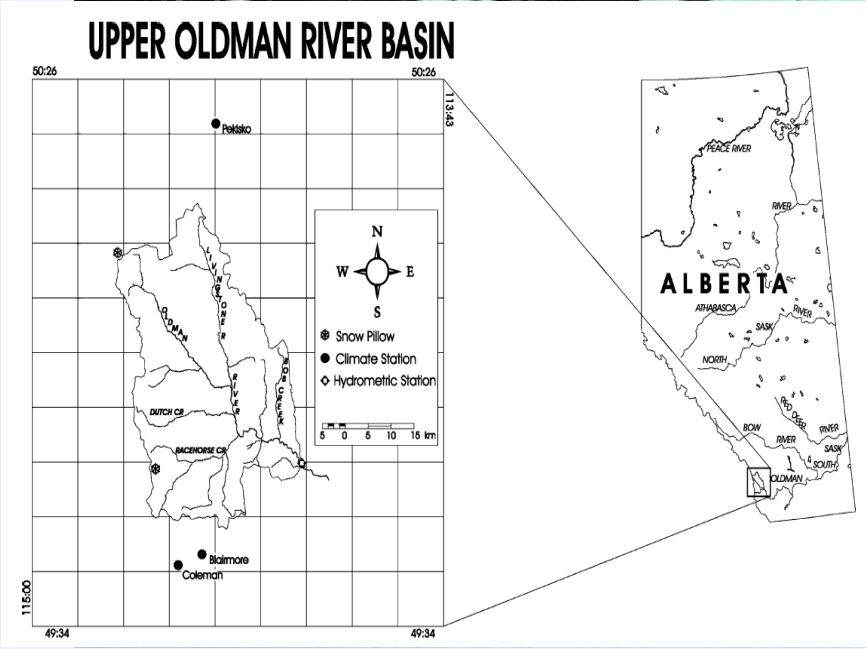 UPPER OLDMAN RIVER BASIN
50:26
50:26
113:43
Pekisko
LIVINGSTONE R
OLDMAN
RIVER
BOB CREEK
DUTCH CR
RACEHORSE CR
N
W
E
S
Snow Pillow
Climate Station
Hydrometric Station
5 0 5 10 15 km
Blairmore
Coleman
115:00
49:34
49:34
PEACE RIVER
RIVER
ALBERTA
ATHABASCA
RIVER
SASK
NORTH
RED DEER
RIVER
BOW
RIVER
SASK
SOUTH
OLDMAN